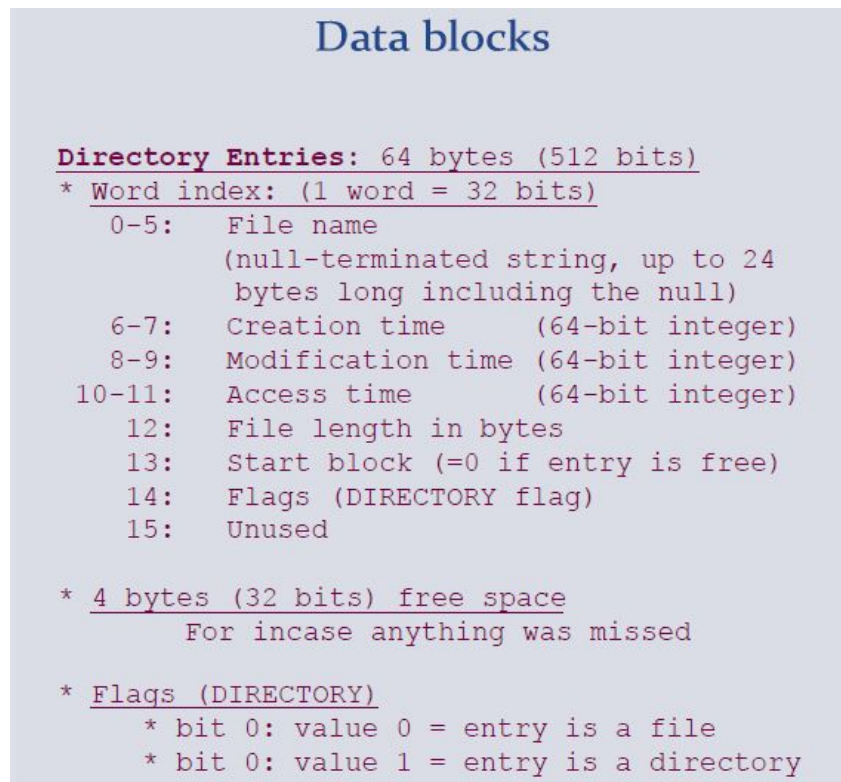 Data blocks
Directory Entries: 64 bytes (512 bits)
* Word index: (1 word = 32 bits)
0-5: File name
(null-terminated string, up to 24
bytes long including the null)
6-7: Creation time (64-bit integer)
8-9: Modification time (64-bit integer)
10-11: Access time (64-bit integer)
12: File length in bytes
13: Start block (=0 if entry is free)
14: Flags (DIRECTORY flag)
15: Unused
* 4 bytes (32 bits) free space
For incase anything was missed
* Flags (DIRECTORY)
* bit 0: value 0 = entry is a file
* bit 0: value 1 = entry is a directory